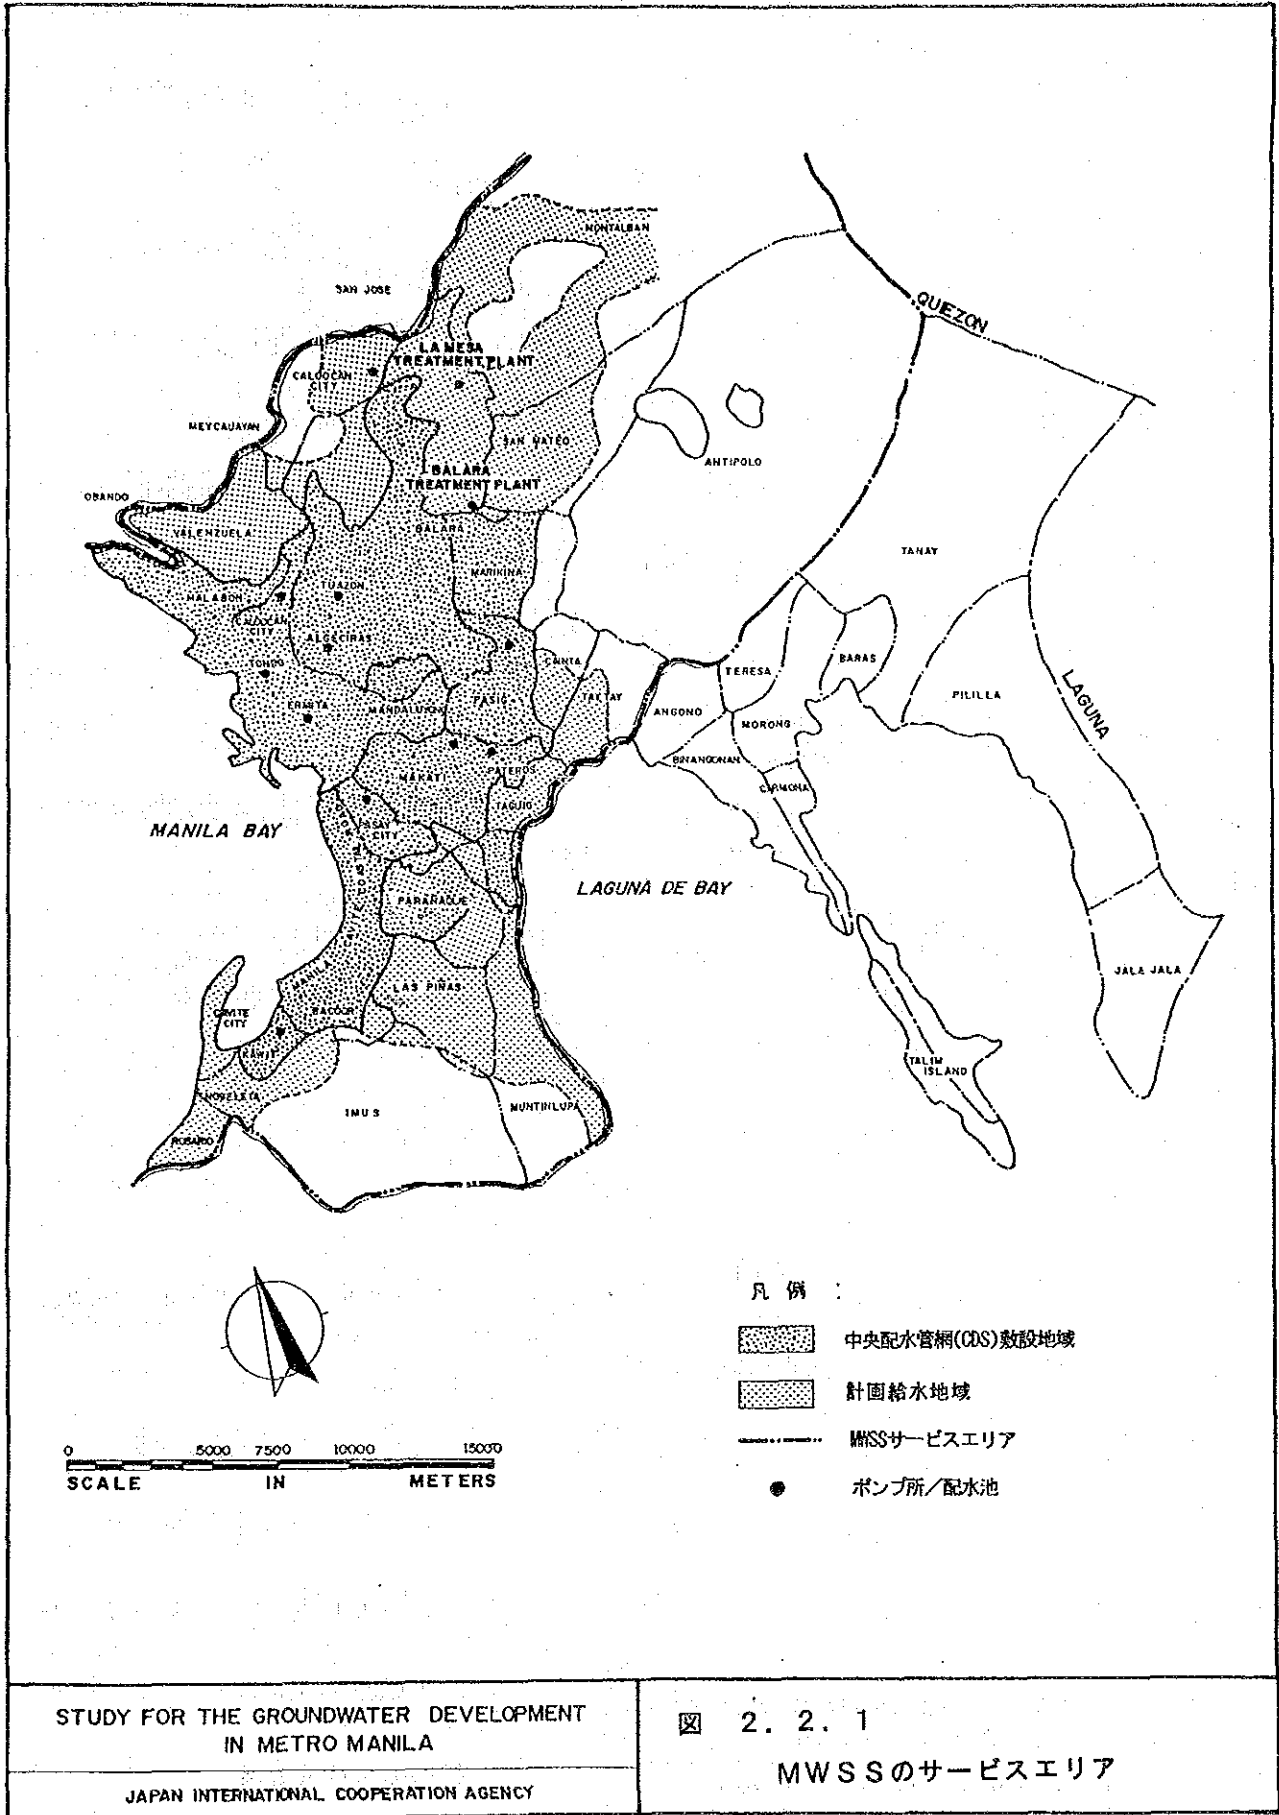 MONTALBAN
SAN JOSE
QUEZON
LA MESA
TREATMENT PLANT
CALOOCAN
CITY
MEYCAUAYAN
SAN MATEO
ANTIPOLO
BALARA
TREATMENT PLANT
OBANDO
BALARA
VALENZUELA
TANAY
MARIKINA
TUAZON
MALABON
CALOOCAN
CITY
ALGECIRAS
TONDO
CAINTA
BARAS
TERESA
PILILLA
LAGUNA
ERMITA
MANDALUYONG
PASIG
TAYTAY
ANGONO
MORONG
BINANGONAN
MAKATI
PATEROS
TAGUIG
PASAY
CITY
MANILA BAY
LAGUNA DE BAY
PARAÑAQUE
JALA JALA
LAS PIÑAS
MANILA
CAVITE
CITY
BACOOR
KAWIT
TALIM
ISLAND
NOVELETA
IMUS
MUNTINLUPA
ROSARIO
凡 例 :
中央配水管網(CDS)敷設地域
計画給水地域
MWSSサービスエリア
ポンプ所/配水池
0 5000 7500 10000 15000
SCALE IN METERS
STUDY FOR THE GROUNDWATER DEVELOPMENT
IN METRO MANILA
JAPAN INTERNATIONAL COOPERATION AGENCY
図 2.2.1
MWSSのサービスエリア